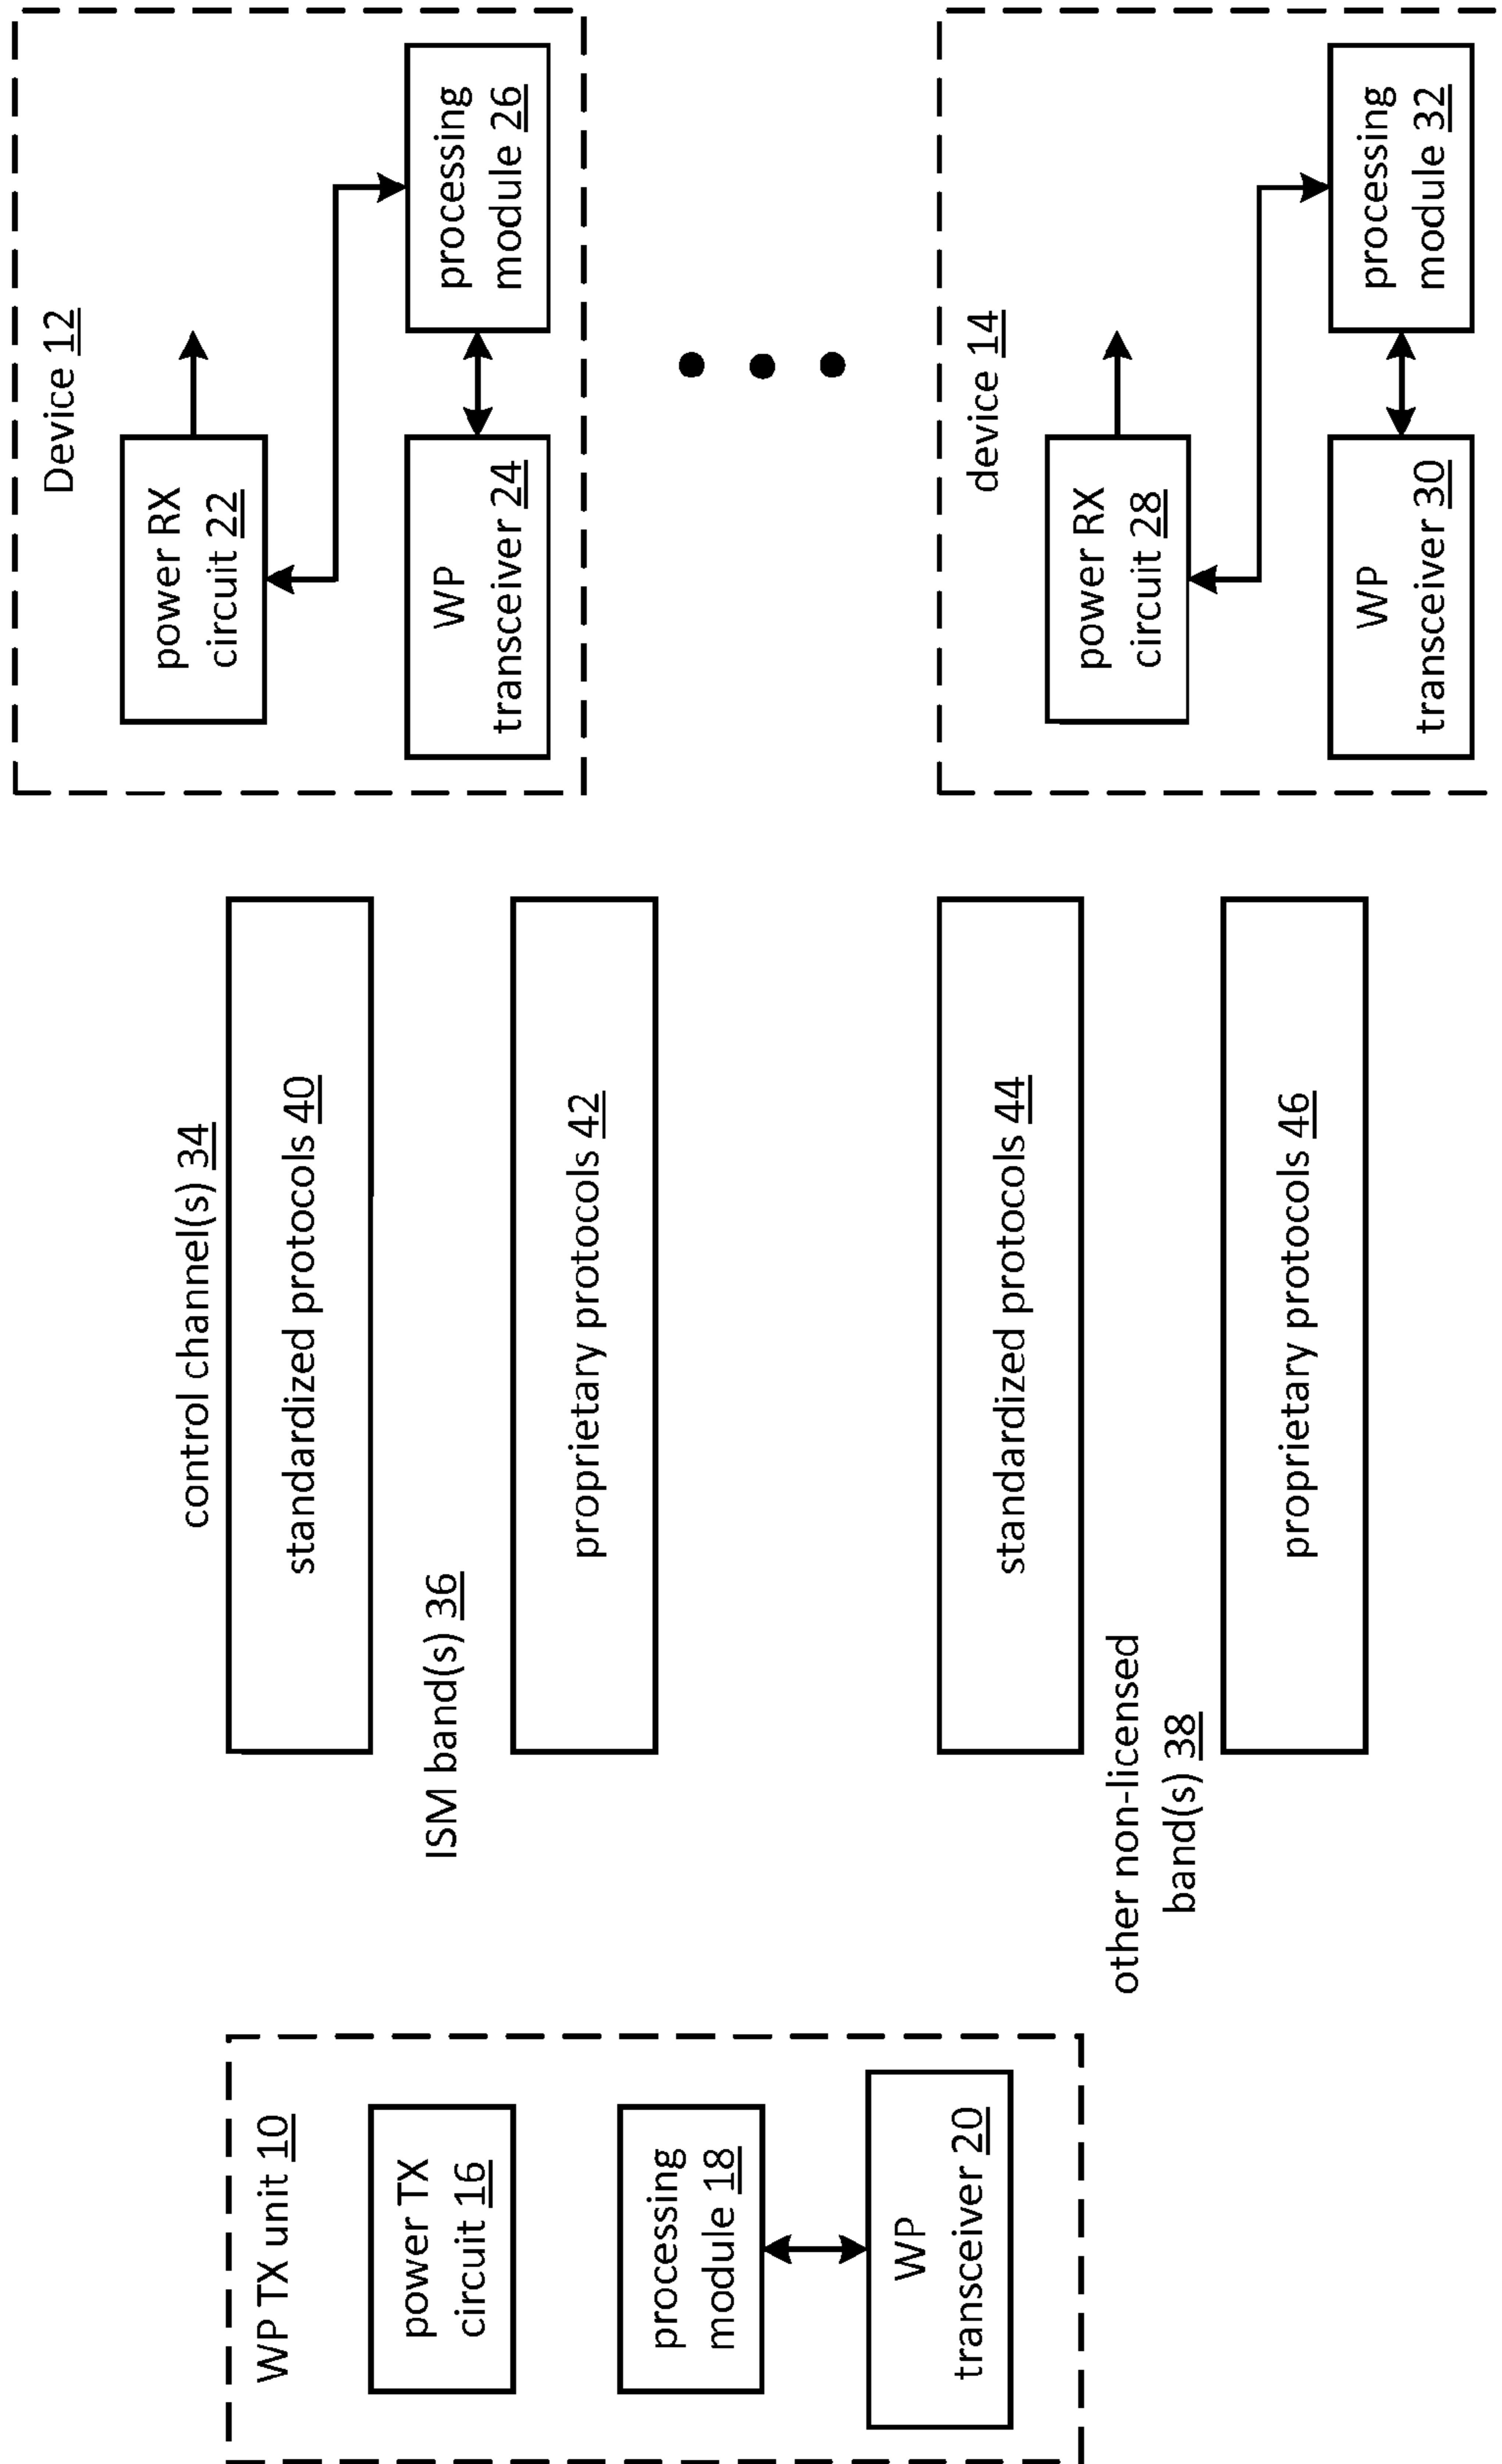 WP TX unit 10
power TX
circuit 16
processing
module 18
WP
transceiver 20
control channel(s) 34
standardized protocols 40
ISM band(s) 36
proprietary protocols 42
standardized protocols 44
other non-licensed
band(s) 38
proprietary protocols 46
Device 12
power RX
circuit 22
processing
module 26
WP
transceiver 24
device 14
power RX
circuit 28
processing
module 32
WP
transceiver 30